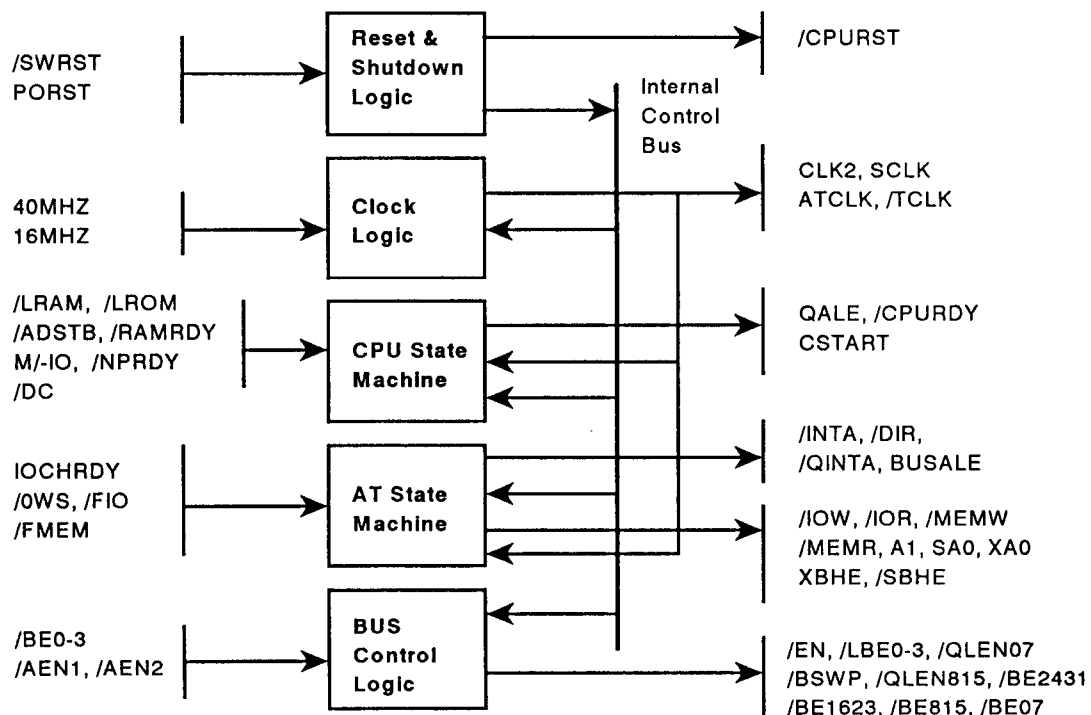 Reset &
Shutdown
Logic
/SWRST
PORST
/CPURST
Internal
Control
Bus
40MHZ
16MHZ
Clock
Logic
CLK2, SCLK
ATCLK, /TCLK
/LRAM, /LROM
/ADSTB, /RAMRDY
M/-IO, /NPRDY
/DC
CPU State
Machine
QALE, /CPURDY
CSTART
IOCHRDY
/0WS, /FIO
/FMEM
AT State
Machine
/INTA, /DIR,
/QINTA, BUSALE
/IOW, /IOR, /MEMW
/MEMR, A1, SA0, XA0
XBHE, /SBHE
/BE0-3
/AEN1, /AEN2
BUS
Control
Logic
/EN, /LBE0-3, /QLEN07
/BSWP, /QLEN815, /BE2431
/BE1623, /BE815, /BE07